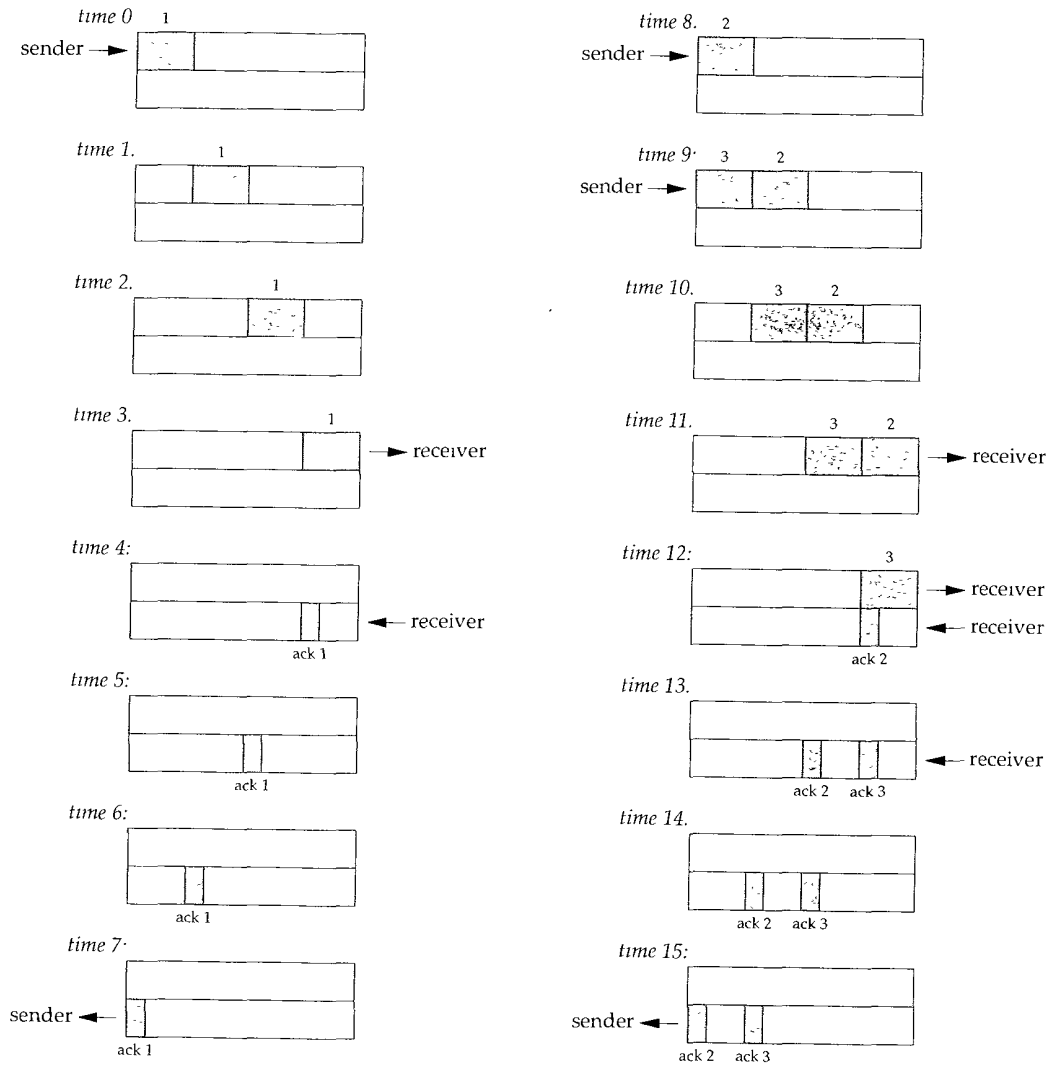 time 0
1
sender
time 1.
1
time 2.
1
time 3.
1
receiver
time 4:
receiver
ack 1
time 5:
ack 1
time 6:
ack 1
time 7:
sender
ack 1
time 8.
2
sender
time 9:
3 2
sender
time 10.
3 2
time 11.
3 2
receiver
time 12:
3
receiver
receiver
ack 2
time 13.
receiver
ack 2 ack 3
time 14.
ack 2 ack 3
time 15:
sender
ack 2 ack 3